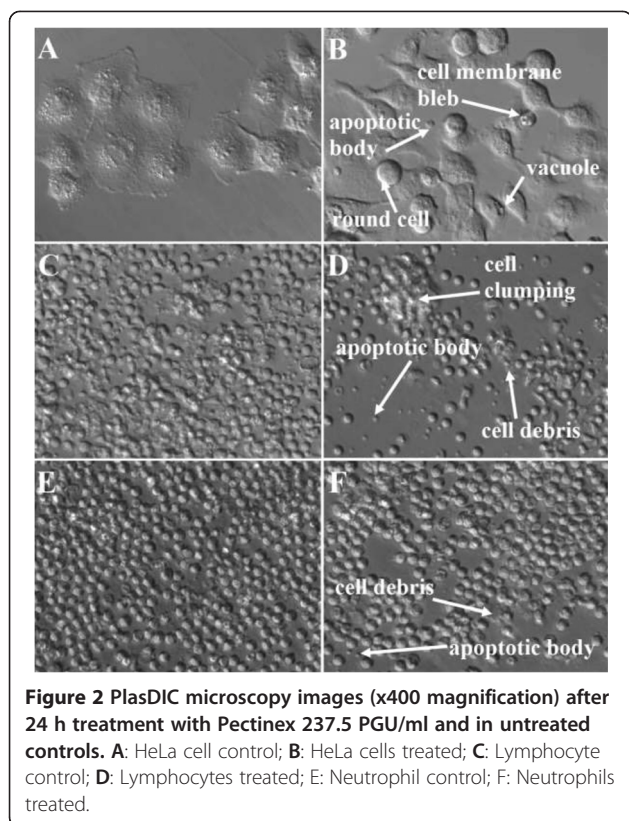 A
B
cell membrane
bleb
apoptotic
body
vacuole
round cell
C
D
cell
clumping
apoptotic body
cell debris
E
F
cell debris
apoptotic body
Figure 2 PlasDIC microscopy images (x400 magnification) after
24 h treatment with Pectinex 237.5 PGU/ml and in untreated
controls. A: HeLa cell control; B: HeLa cells treated; C: Lymphocyte
control; D: Lymphocytes treated; E: Neutrophil control; F: Neutrophils
treated.